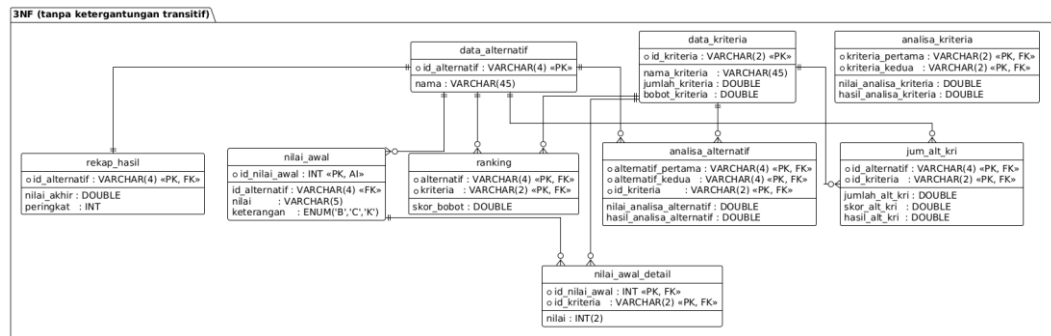 3NF (tanpa ketergantungan transitif)
data_alternatif
id_alternatif : VARCHAR(4) «PK»
nama : VARCHAR(45)
data_kriteria
id_kriteria : VARCHAR(2) «PK»
nama_kriteria : VARCHAR(45)
jumlah_kriteria : DOUBLE
bobot_kriteria : DOUBLE
analisa_kriteria
kriteria_pertama : VARCHAR(2) «PK, FK»
kriteria_kedua : VARCHAR(2) «PK, FK»
nilai_analisa_kriteria : DOUBLE
hasil_analisa_kriteria : DOUBLE
rekap_hasil
id_alternatif : VARCHAR(4) «PK, FK»
nilai_akhir : DOUBLE
peringkat : INT
nilai_awal
id_nilai_awal : INT «PK, AI»
id_alternatif : VARCHAR(4) «FK»
nilai : VARCHAR(5)
keterangan : ENUM('B','C','K')
ranking
alternatif : VARCHAR(4) «PK, FK»
kriteria : VARCHAR(2) «PK, FK»
skor_bobot : DOUBLE
analisa_alternatif
alternatif_pertama : VARCHAR(4) «PK, FK»
alternatif_kedua : VARCHAR(4) «PK, FK»
id_kriteria : VARCHAR(2) «PK, FK»
nilai_analisa_alternatif : DOUBLE
hasil_analisa_alternatif : DOUBLE
jum_alt_kri
id_alternatif : VARCHAR(4) «PK, FK»
id_kriteria : VARCHAR(2) «PK, FK»
jumlah_alt_kri : DOUBLE
skor_alt_kri : DOUBLE
hasil_alt_kri : DOUBLE
nilai_awal_detail
id_nilai_awal : INT «PK, FK»
id_kriteria : VARCHAR(2) «PK, FK»
nilai : INT(2)